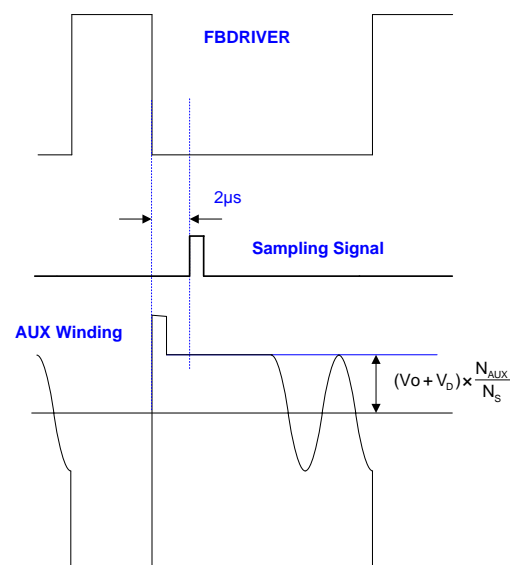 FBDRIVER
2µs
Sampling Signal
AUX Winding
(Vo + V_D) × N_AUX / N_S